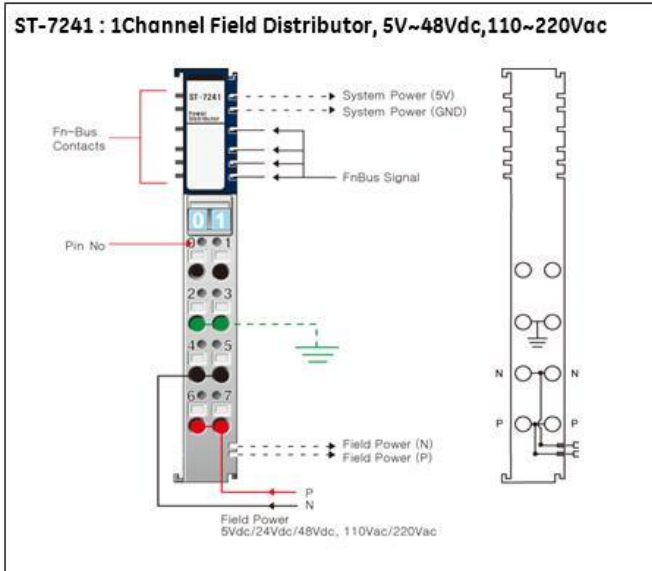 ST-7241 : 1Channel Field Distributor, 5V~48Vdc,110~220Vac
ST-7241
Power
Distributor
System Power (5V)
System Power (GND)
Fn-Bus
Contacts
FnBus Signal
0 1
Pin No
0 1
2 3
4 5
6 7
N N
P P
Field Power (N)
Field Power (P)
P
N
Field Power
5Vdc/24Vdc/48Vdc, 110Vac/220Vac